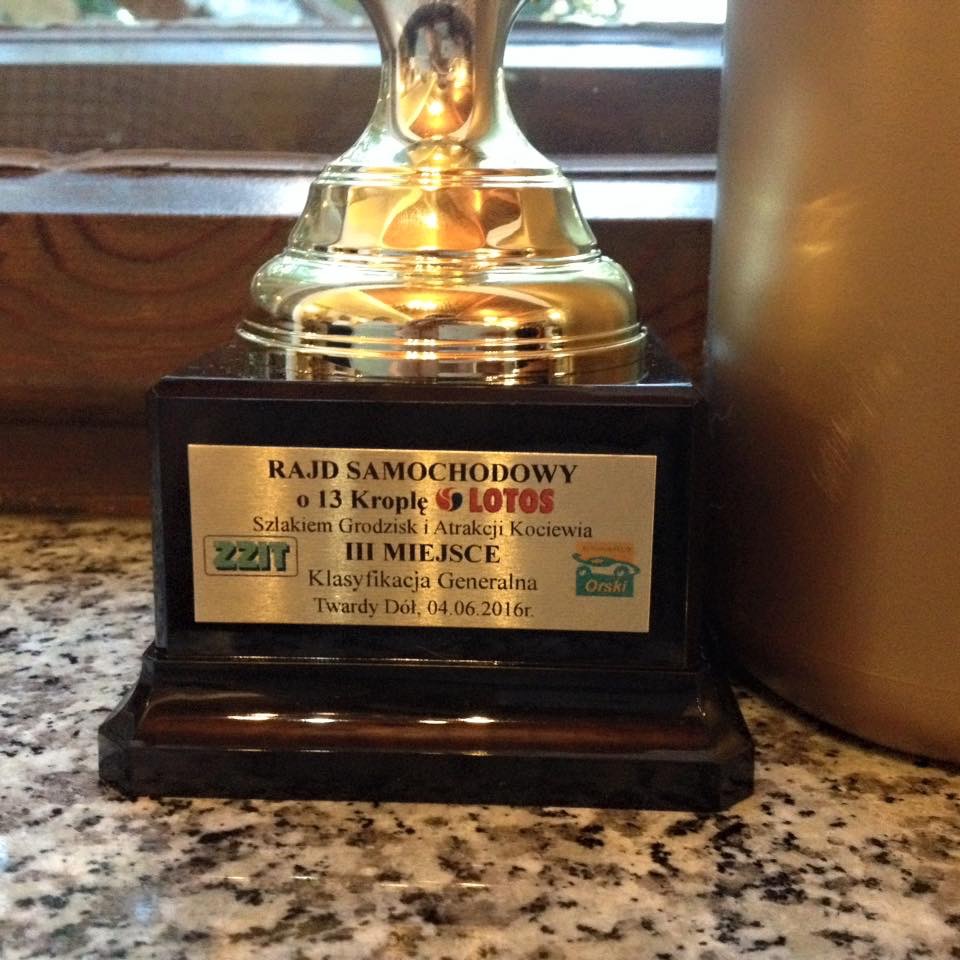 RAJD SAMOCHODOWY
o 13 Kroplę LOTOS
Szlakiem Grodzisk i Atrakcji Kociewia
ZZIT
III MIEJSCE
Klasyfikacja Generalna
Orski
Twardy Dół, 04.06.2016r.